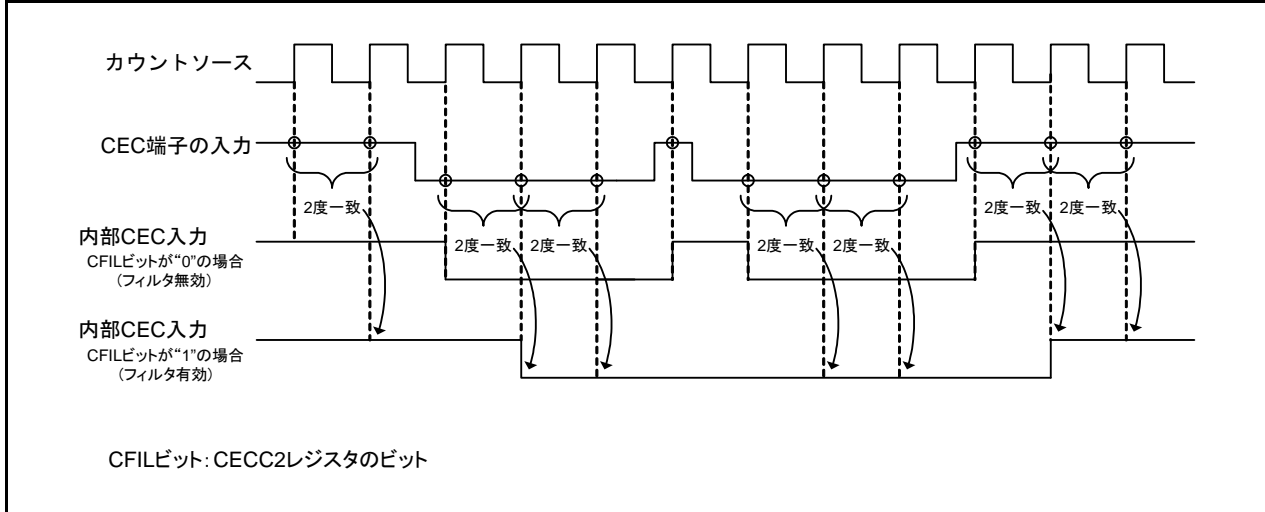 カウントソース
CEC端子の入力
2度一致
2度一致
2度一致
内部CEC入力
CFILビットが“0”の場合
(フィルタ無効)
2度一致
2度一致
2度一致
2度一致
内部CEC入力
CFILビットが“1”の場合
(フィルタ有効)
CFILビット：CECC2レジスタのビット